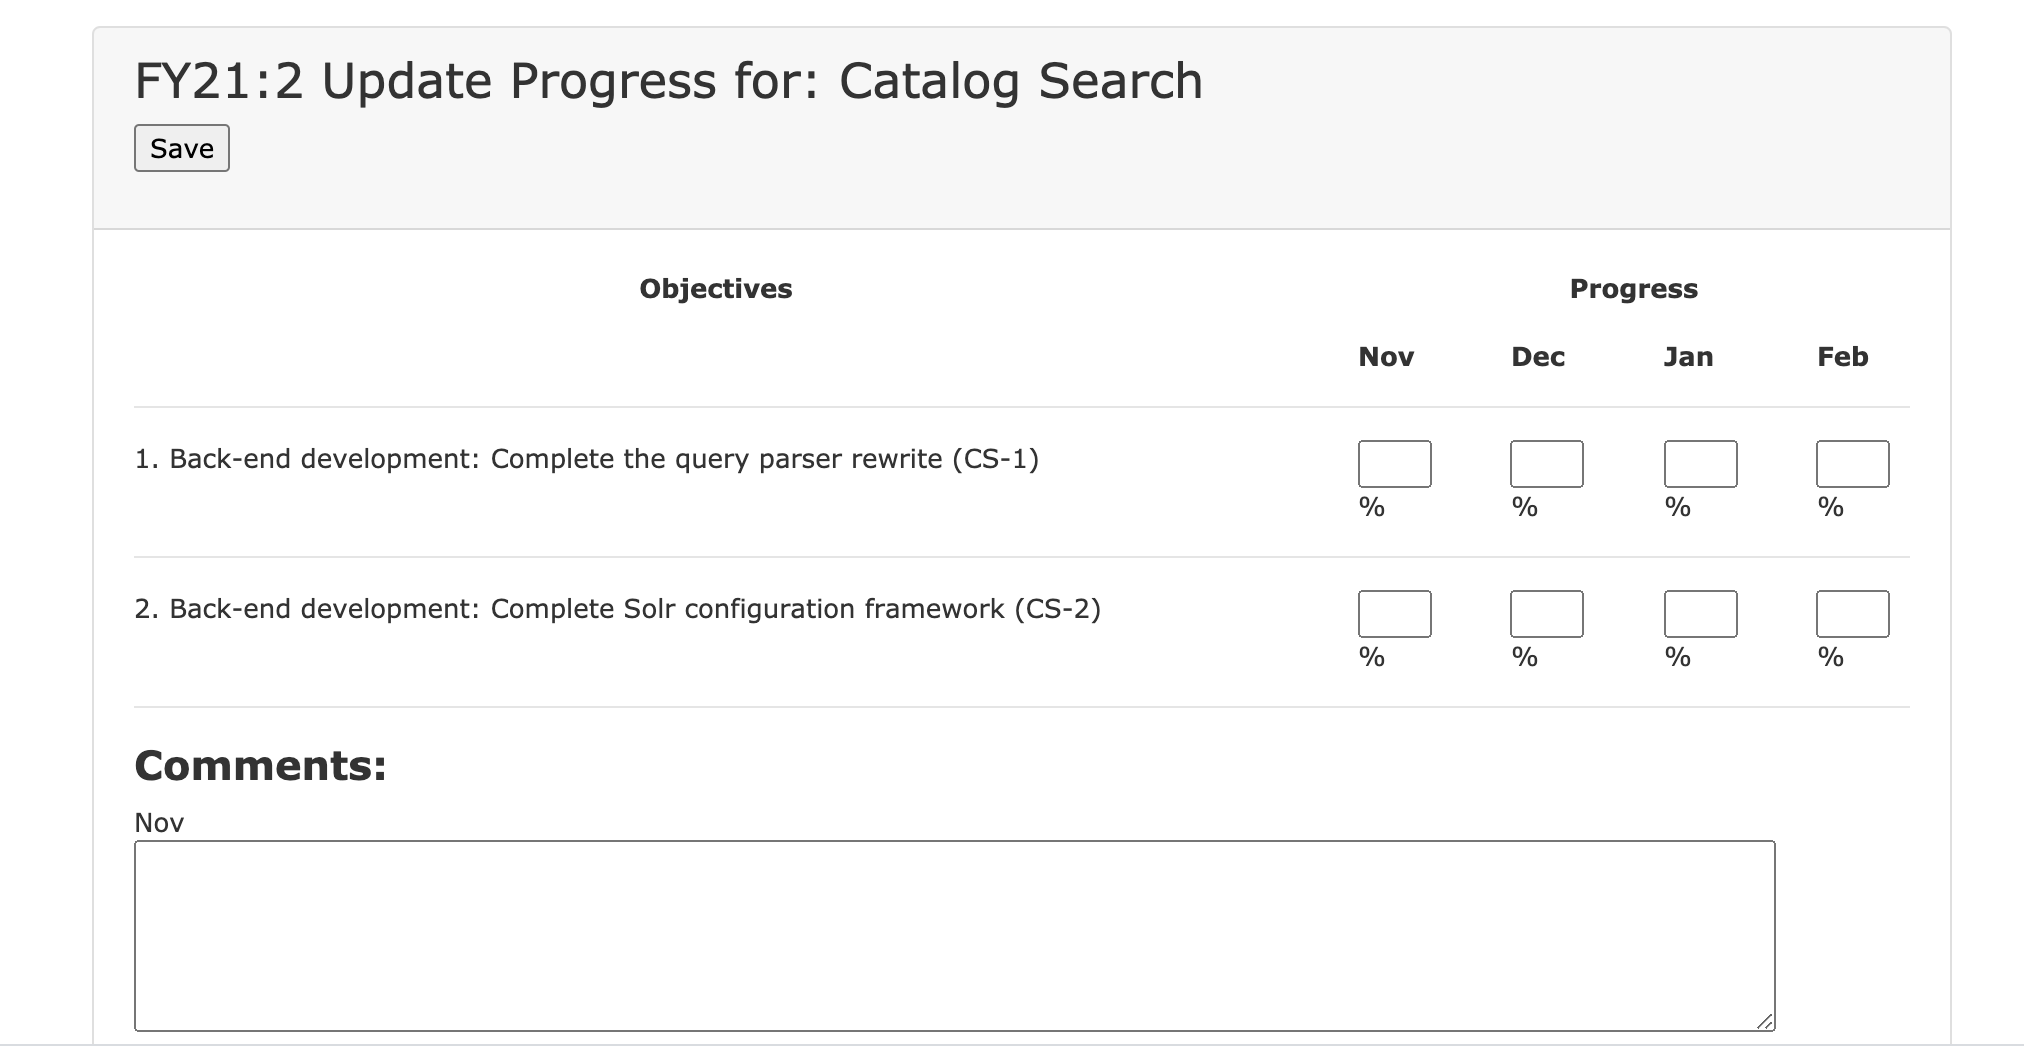 FY21:2 Update Progress for: Catalog Search
Save
Objectives Progress
Nov Dec Jan Feb
1. Back-end development: Complete the query parser rewrite (CS-1)
% % % %
2. Back-end development: Complete Solr configuration framework (CS-2)
% % % %
Comments:
Nov